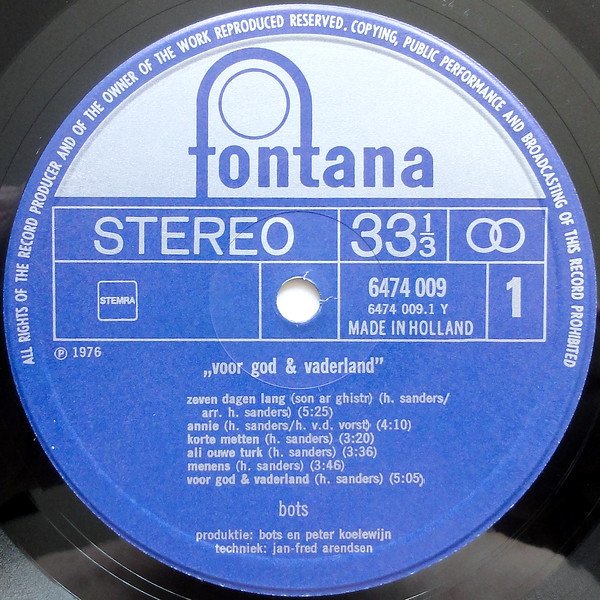 ALL RIGHTS OF THE RECORD PRODUCER AND OF THE OWNER OF THE WORK REPRODUCED RESERVED. COPYING, PUBLIC PERFORMANCE AND BROADCASTING OF THIS RECORD PROHIBITED
fontana
STEREO 33 1/3
STEMRA
6474 009
6474 009.1 Y
MADE IN HOLLAND
1
℗ 1976
„voor god & vaderland”
zeven dagen lang (son ar ghistr) (h. sanders/
arr. h. sanders) (5:25)
annie (h. sanders/h. v.d. vorst) (4:10)
korte metten (h. sanders) (3:20)
ali ouwe turk (h. sanders) (3:36)
menens (h. sanders) (3:46)
voor god & vaderland (h. sanders) (5:05)
bots
produktie: bots en peter koelewijn
techniek: jan-fred arendsen